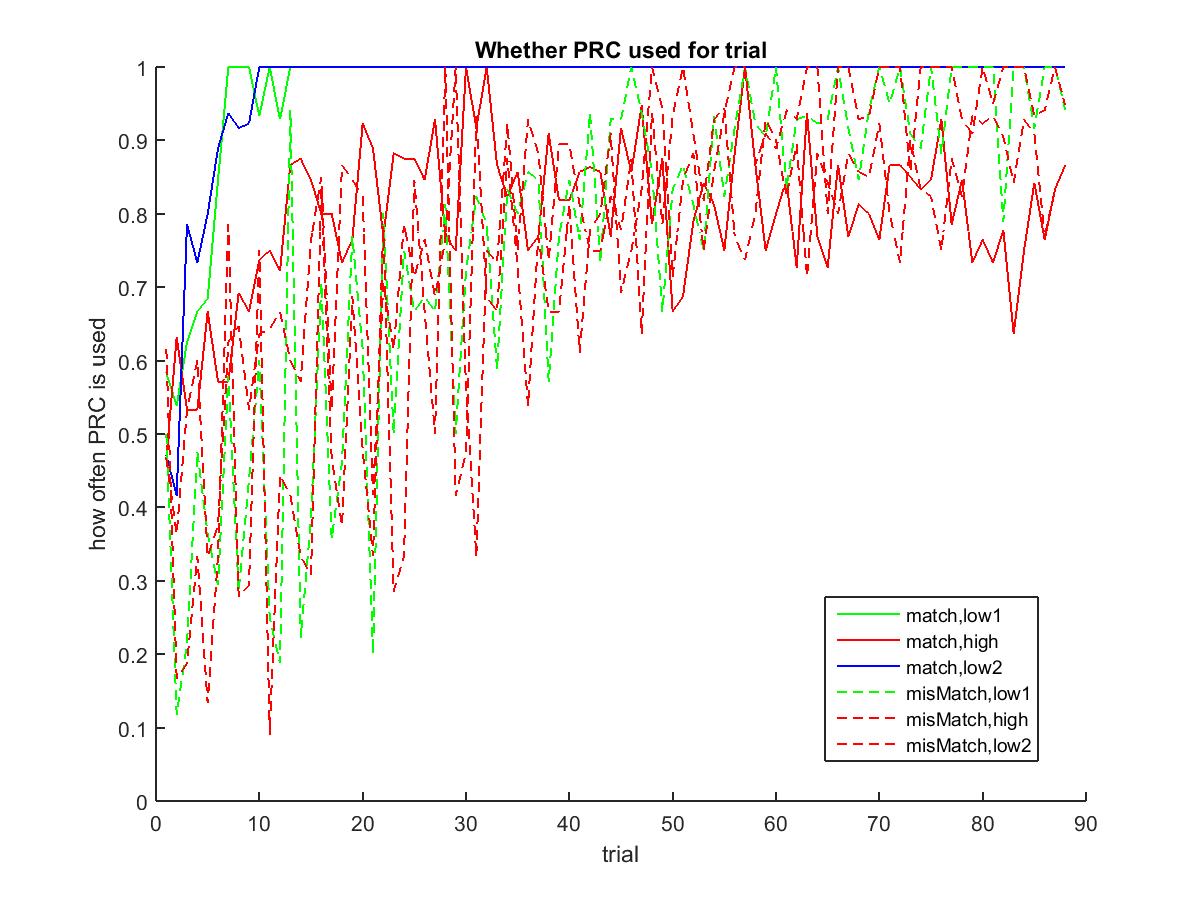 Whether PRC used for trial
how often PRC is used
1
0.9
0.8
0.7
0.6
0.5
0.4
0.3
0.2
0.1
0
match,low1
match,high
match,low2
misMatch,low1
misMatch,high
misMatch,low2
0 10 20 30 40 50 60 70 80 90
trial